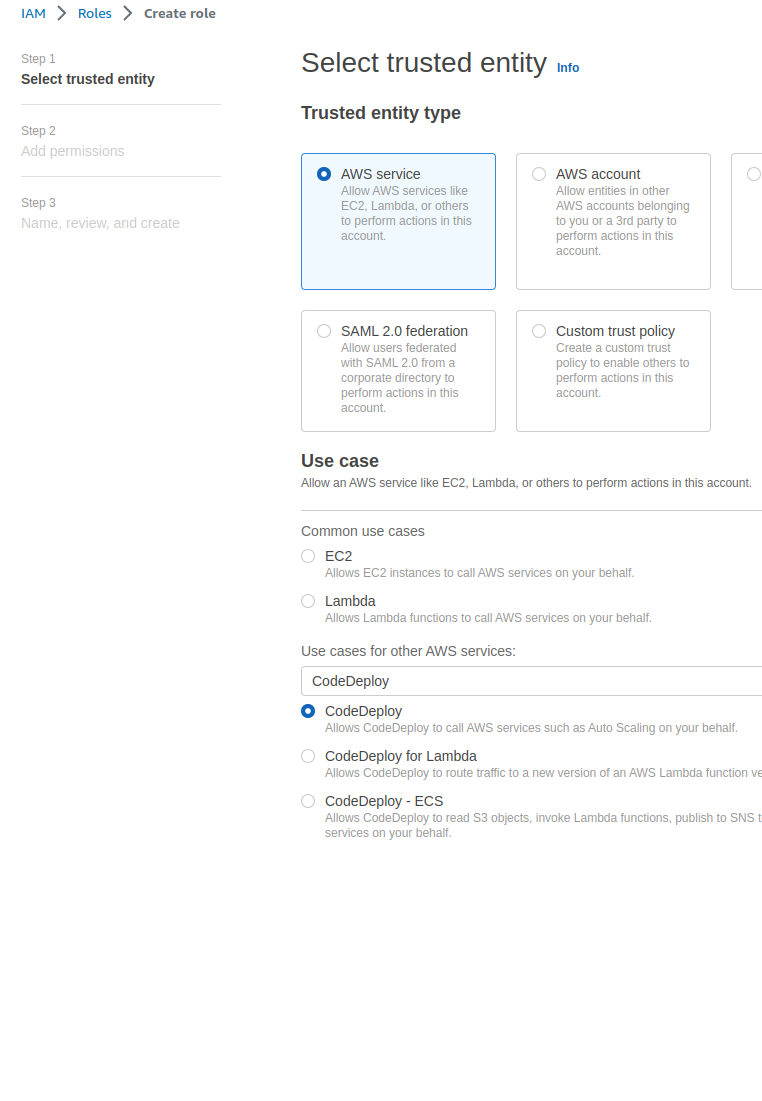 IAM > Roles > Create role
Step 1
Select trusted entity
Step 2
Add permissions
Step 3
Name, review, and create
Select trusted entity Info
Trusted entity type
AWS service
Allow AWS services like
EC2, Lambda, or others
to perform actions in this
account.
AWS account
Allow entities in other
AWS accounts belonging
to you or a 3rd party to
perform actions in this
account.
SAML 2.0 federation
Allow users federated
with SAML 2.0 from a
corporate directory to
perform actions in this
account.
Custom trust policy
Create a custom trust
policy to enable others to
perform actions in this
account.
Use case
Allow an AWS service like EC2, Lambda, or others to perform actions in this account.
Common use cases
EC2
Allows EC2 instances to call AWS services on your behalf.
Lambda
Allows Lambda functions to call AWS services on your behalf.
Use cases for other AWS services:
CodeDeploy
CodeDeploy
Allows CodeDeploy to call AWS services such as Auto Scaling on your behalf.
CodeDeploy for Lambda
Allows CodeDeploy to route traffic to a new version of an AWS Lambda function
CodeDeploy - ECS
Allows CodeDeploy to read S3 objects, invoke Lambda functions, publish to SNS
services on your behalf.